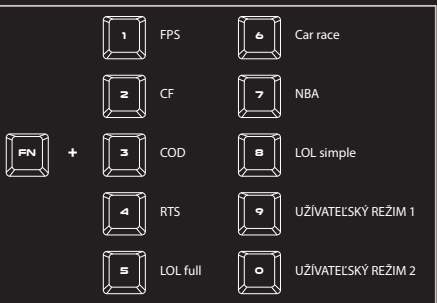 1 FPS 6 Car race
2 CF 7 NBA
FN + 3 COD 8 LOL simple
4 RTS 9 UŽÍVATEĽSKÝ REŽIM 1
5 LOL full 0 UŽÍVATEĽSKÝ REŽIM 2